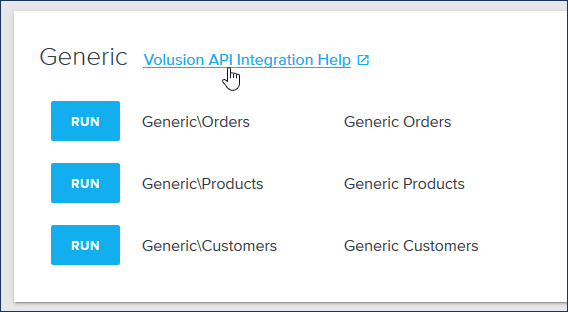 Generic Volusion API Integration Help
RUN Generic\Orders Generic Orders
RUN Generic\Products Generic Products
RUN Generic\Customers Generic Customers